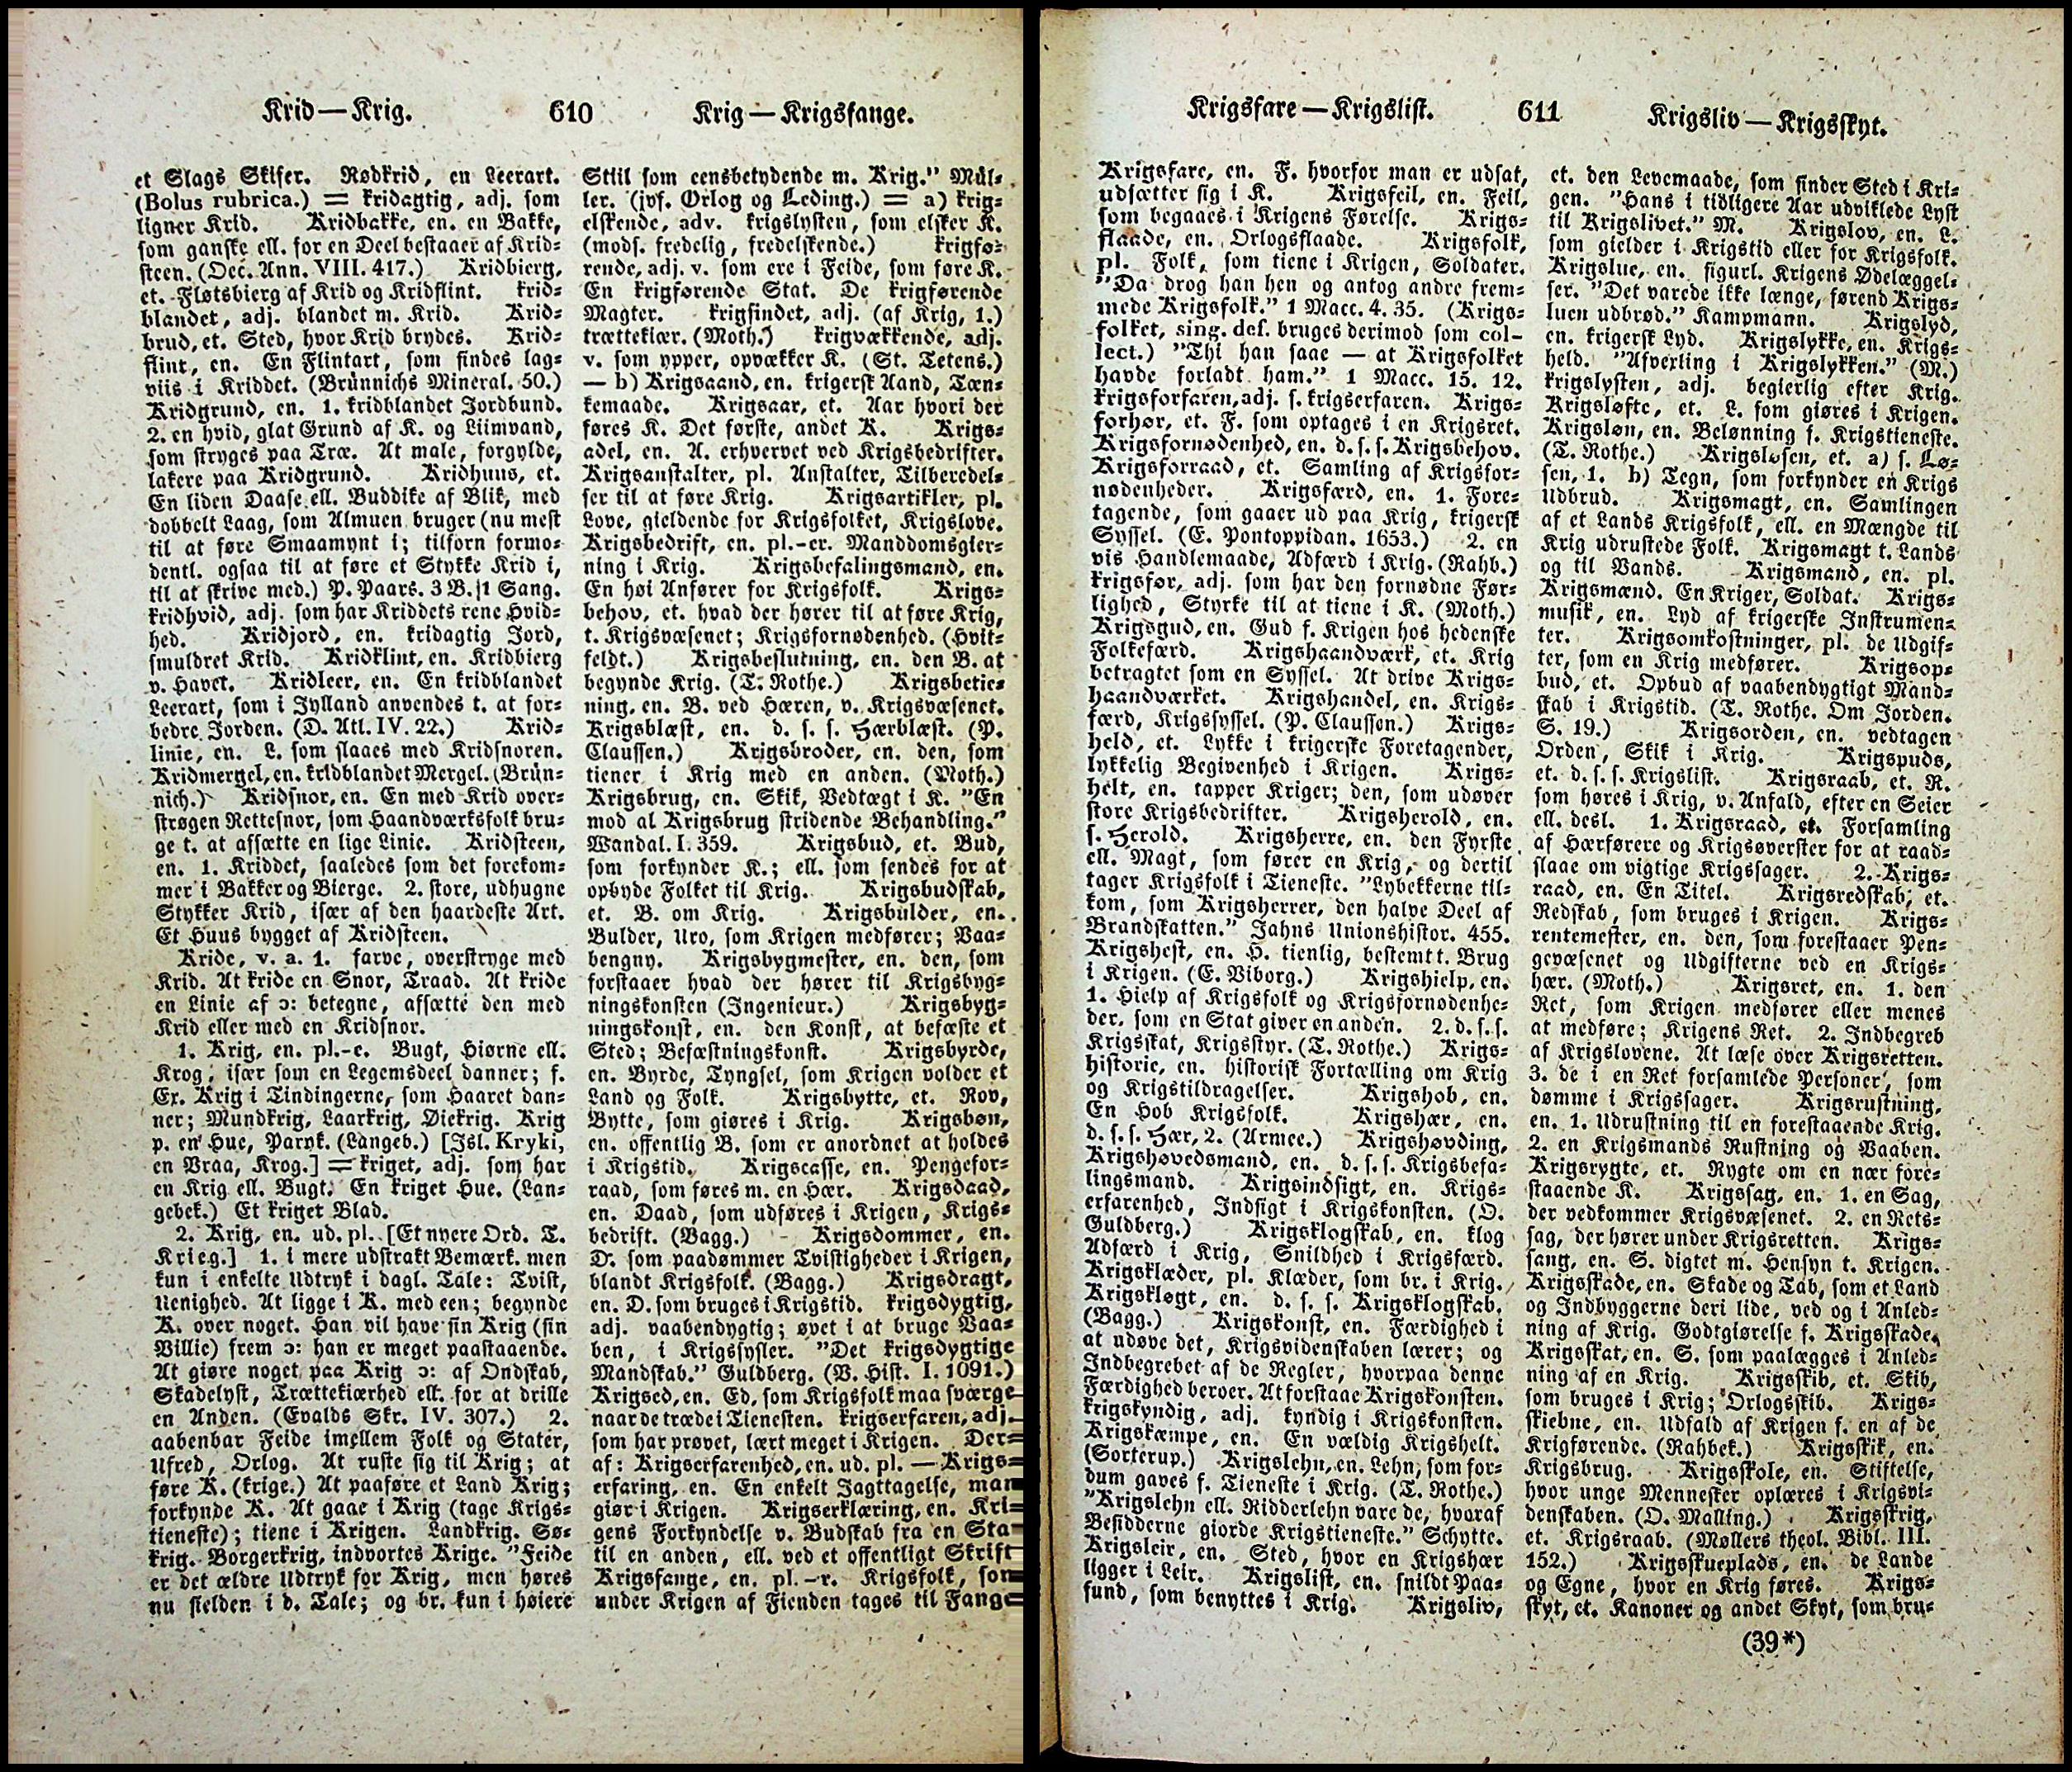 Krid — Krig.
610
Krig — Krigsfange.
et Slags Skifer. Rødkrid, en Leerart.
(Bolus rubrica.) = kridagtig, adj. som
ligner Krid. Kridbakke, en. en Bakke,
som ganske ell. for en Deel bestaaer af Krid-
steen. (Oec. Ann. VIII. 417.) Kridbierg,
et. Fløtsbierg af Krid og Kridflint. krid-
blandet, adj. blandet m. Krid. Krid-
brud, et. Sted, hvor Krid brydes. Krid-
flint, en. En Flintart, som findes lag-
viis i Kriddet. (Brünnichs Mineral. 50.)
Kridgrund, en. 1. kridblandet Jordbund.
2. en hvid, glat Grund af K. og Liimvand,
som stryges paa Træ. At male, forgylde,
lakere paa Kridgrund. Kridhuus, et.
En liden Daase ell. Buddike af Blik, med
dobbelt Laag, som Almuen bruger (nu mest
til at føre Smaamynt i; tilforn formo-
dentl. ogsaa til at føre et Stykke Krid i,
til at skrive med.) P. Paars. 3 B. 1 Sang.
kridhvid, adj. som har Kriddets rene Hvid-
hed. Kridjord, en. kridagtig Jord,
smuldret Krid. Kridklint, en. Kridbierg
v. Havet. Kridleer, en. En kridblandet
Leerart, som i Jylland anvendes t. at for-
bedre Jorden. (D. Atl. IV. 22.) Krid-
linie, en. L. som slaaes med Kridsnoren.
Kridmergel, en. kridblandet Mergel. (Brün-
nich.) Kridsnor, en. En med Krid over-
strøgen Rettesnor, som Haandværksfolk bru-
ge t. at afsætte en lige Linie. Kridsteen,
en. 1. Kriddet, saaledes som det forekom-
mer i Bakker og Bierge. 2. store, udhugne
Stykker Krid, især af den haardeste Art.
Et Huus bygget af Kridsteen.
Kride, v. a. 1. farve, overstryge med
Krid. At kride en Snor, Traad. At kride
en Linie af ɔ: betegne, afsætte den med
Krid eller med en Kridsnor.
1. Krig, en. pl.-e. Bugt, Hiørne ell.
Krog, især som en Legemsdeel danner; f.
Ex. Krig i Tindingerne, som Haaret dan-
ner; Mundkrig, Laarkrig, Øiekrig. Krig
p. en Hue, Paryk. (Langeb.) [Isl. Kryki,
en Vraa, Krog.] = kriget, adj. som har
en Krig ell. Bugt. En kriget Hue. (Lan-
gebek.) Et kriget Blad.
2. Krig, en. ud. pl. [Et nyere Ord. T.
Krieg.] 1. i mere udstrakt Bemærk. men
kun i enkelte Udtryk i dagl. Tale: Tvist,
Uenighed. At ligge i K. med een; begynde
K. over noget. Han vil have sin Krig (sin
Villie) frem ɔ: han er meget paastaaende.
At giøre noget paa Krig ɔ: af Ondskab,
Skadelyst, Trættekiærhed ell. for at drille
en Anden. (Evalds Skr. IV. 307.) 2.
aabenbar Feide imellem Folk og Stater,
Ufred, Orlog. At ruste sig til Krig; at
føre K. (krige.) At paaføre et Land Krig;
forkynde K. At gaae i Krig (tage Krigs-
tieneste); tiene i Krigen. Landkrig. Sø-
krig. Borgerkrig, indvortes Krige. "Feide
er det ældre Udtryk for Krig, men høres
nu sielden i d. Tale; og br. kun i høiere
Stiil som eensbetydende m. Krig." Mül-
ler. (jvf. Orlog og Leding.) = a) krig-
elskende, adv. krigslysten, som elsker K.
(mods. fredelig, fredelskende.) krigfø-
rende, adj. v. som ere i Feide, som føre K.
En krigførende Stat. De krigførende
Magter. krigsindet, adj. (af Krig, 1.)
trættekiær. (Moth.) krigvækkende, adj.
v. som ypper, opvækker K. (St. Tetens.)
— b) Krigsaand, en. krigersk Aand, Tæn-
kemaade. Krigsaar, et. Aar hvori der
føres K. Det første, andet K. Krigs-
adel, en. A. erhvervet ved Krigsbedrifter.
Krigsanstalter, pl. Anstalter, Tilberedel-
ser til at føre Krig. Krigsartikler, pl.
Love, gieldende for Krigsfolket, Krigslove.
Krigsbedrift, en. pl.-er. Manddomsgier-
ning i Krig. Krigsbefalingsmand, en.
En høi Anfører for Krigsfolk. Krigs-
behov, et. hvad der hører til at føre Krig,
t. Krigsvæsenet; Krigsfornødenhed. (Hvit-
feldt.) Krigsbeslutning, en. den B. at
begynde Krig. (T. Rothe.) Krigsbetie-
ning, en. B. ved Hæren, v. Krigsvæsenet.
Krigsblæst, en. d. s. s. Hærblæst. (P.
Claussen.) Krigsbroder, en. den, som
tiener i Krig med en anden. (Moth.)
Krigsbrug, en. Skik, Vedtægt i K. "En
mod al Krigsbrug stridende Behandling."
Wandal. I. 359. Krigsbud, et. Bud,
som forkynder K.; ell. som sendes for at
opbyde Folket til Krig. Krigsbudskab,
et. B. om Krig. Krigsbulder, en.
Bulder, Uro, som Krigen medfører; Vaa-
bengny. Krigsbygmester, en. den, som
forstaaer hvad der hører til Krigsbyg-
ningskonsten (Ingenieur.) Krigsbyg-
ningskonst, en. den Konst, at befæste et
Sted; Befæstningskonst. Krigsbyrde,
en. Byrde, Tyngsel, som Krigen volder et
Land og Folk. Krigsbytte, et. Rov,
Bytte, som giøres i Krig. Krigsbøn,
en. offentlig B. som er anordnet at holdes
i Krigstid. Krigscasse, en. Pengefor-
raad, som føres m. en Hær. Krigsdaad,
en. Daad, som udføres i Krigen, Krigs-
bedrift. (Bagg.) Krigsdommer, en.
D. som paadømmer Tvistigheder i Krigen,
blandt Krigsfolk. (Bagg.) Krigsdragt,
en. D. som bruges i Krigstid. krigsdygtig,
adj. vaabendygtig; øvet i at bruge Vaa-
ben, i Krigssysler. "Det krigsdygtige
Mandskab." Guldberg. (V. Hist. I. 1091.)
Krigsed, en. Ed, som Krigsfolk maa sværge
naar de træde i Tienesten. krigserfaren, adj.
som har prøvet, lært meget i Krigen. Der-
af: Krigserfarenhed, en. ud. pl. — Krigs-
erfaring, en. En enkelt Jagttagelse, man
giør i Krigen. Krigserklæring, en. Kri-
gens Forkyndelse v. Budskab fra en Sta
til en anden, ell. ved et offentligt Skrift
Krigsfange, en. pl.-r. Krigsfolk, som
under Krigen af Fienden tages til Fange
Krigsfare — Krigslist.
611
Krigsliv — Krigsskyt.
Krigsfare, en. F. hvorfor man er udsat,
udsætter sig i K. Krigsfeil, en. Feil,
som begaaes i Krigens Førelse. Krigs-
flaade, en. Orlogsflaade. Krigsfolk,
pl. Folk, som tiene i Krigen, Soldater.
"Da drog han hen og antog andre frem-
mede Krigsfolk." 1 Macc. 4. 35. (Krigs-
folket, sing. def. bruges derimod som col-
lect.) "Thi han saae — at Krigsfolket
havde forladt ham." 1 Macc. 15. 12.
krigsforfaren, adj. s. krigserfaren. Krigs-
forhør, et. F. som optages i en Krigsret.
Krigsfornødenhed, en. d. s. s. Krigsbehov.
Krigsforraad, et. Samling af Krigsfor-
nødenheder. Krigsfærd, en. 1. Fore-
tagende, som gaaer ud paa Krig, krigersk
Syssel. (E. Pontoppidan. 1653.) 2. en
vis Handlemaade, Adfærd i Krig. (Rahb.)
krigsfør, adj. som har den fornødne Før-
lighed, Styrke til at tiene i K. (Moth.)
Krigsgud, en. Gud f. Krigen hos hedenske
Folkefærd. Krigshaandværk, et. Krig
betragtet som en Syssel. At drive Krigs-
haandværket. Krigshandel, en. Krigs-
færd, Krigssyssel. (P. Claussen.) Krigs-
held, et. Lykke i krigerske Foretagender,
lykkelig Begivenhed i Krigen. Krigs-
helt, en. tapper Kriger; den, som udøver
store Krigsbedrifter. Krigsherold, en.
s. Herold. Krigsherre, en. den Fyrste
ell. Magt, som fører en Krig, og dertil
tager Krigsfolk i Tieneste. "Lybekkerne til-
kom, som Krigsherrer, den halve Deel af
Brandskatten." Jahns Unionshistor. 455.
Krigshest, en. H. tienlig, bestemt t. Brug
i Krigen. (E. Viborg.) Krigshielp, en.
1. Hielp af Krigsfolk og Krigsfornødenhe-
der, som en Stat giver en anden. 2. d. s. s.
Krigsskat, Krigsstyr. (T. Rothe.) Krigs-
historie, en. historisk Fortælling om Krig
og Krigstildragelser. Krigshob, en.
En Hob Krigsfolk. Krigshær, en.
d. s. s. Hær, 2. (Armee.) Krigshøvding,
Krigshøvedsmand, en. d. s. s. Krigsbefa-
lingsmand. Krigsindsigt, en. Krigs-
erfarenhed, Indsigt i Krigskonsten. (O.
Guldberg.) Krigsklogskab, en. klog
Adfærd i Krig, Snildhed i Krigsfærd.
Krigsklæder, pl. Klæder, som br. i Krig.
Krigskløgt, en. d. s. s. Krigsklogskab.
(Bagg.) Krigskonst, en. Færdighed i
at udøve det, Krigsvidenskaben lærer; og
Indbegrebet af de Regler, hvorpaa denne
Færdighed beroer. At forstaae Krigskonsten.
krigskyndig, adj. kyndig i Krigskonsten.
Krigskæmpe, en. En vældig Krigshelt.
(Sorterup.) Krigslehn, en. Lehn, som for-
dum gaves f. Tieneste i Krig. (T. Rothe.)
"Krigslehn ell. Ridderlehn vare de, hvoraf
Besidderne giorde Krigstieneste." Schytte.
Krigsleir, en. Sted, hvor en Krigshær
ligger i Leir. Krigslist, en. snildt Paa-
fund, som benyttes i Krig. Krigsliv,
et. den Levemaade, som finder Sted i Kri-
gen. "Hans i tidligere Aar udviklede Lyst
til Krigslivet." M. Krigslov, en. L.
som gielder i Krigstid eller for Krigsfolk.
Krigslue, en. figurl. Krigens Ødelæggel-
ser. "Det varede ikke længe, førend Krigs-
luen udbrød." Kampmann. Krigslyd,
en. krigersk Lyd. Krigslykke, en. Krigs-
held. "Afvexling i Krigslykken." (M.)
krigslysten, adj. begierlig efter Krig.
Krigsløfte, et. L. som giøres i Krigen.
Krigsløn, en. Belønning f. Krigstieneste.
(T. Rothe.) Krigsløsen, et. a) s. Lø-
sen, 1. b) Tegn, som forkynder en Krigs
Udbrud. Krigsmagt, en. Samlingen
af et Lands Krigsfolk, ell. en Mængde til
Krig udrustede Folk. Krigsmagt t. Lands
og til Vands. Krigsmand, en. pl.
Krigsmænd. En Kriger, Soldat. Krigs-
musik, en. Lyd af krigerske Instrumen-
ter. Krigsomkostninger, pl. de Udgif-
ter, som en Krig medfører. Krigsop-
bud, et. Opbud af vaabendygtigt Mand-
skab i Krigstid. (T. Rothe. Om Jorden.
S. 19.) Krigsorden, en. vedtagen
Orden, Skik i Krig. Krigspuds,
et. d. s. s. Krigslist. Krigsraab, et. R.
som høres i Krig, v. Anfald, efter en Seier
ell. desl. 1. Krigsraad, et. Forsamling
af Hærførere og Krigsøverster for at raad-
slaae om vigtige Krigssager. 2. Krigs-
raad, en. En Titel. Krigsredskab, et.
Redskab, som bruges i Krigen. Krigs-
rentemester, en. den, som forestaaer Pen-
gevæsenet og Udgifterne ved en Krigs-
hær. (Moth.) Krigsret, en. 1. den
Ret, som Krigen medfører eller menes
at medføre; Krigens Ret. 2. Indbegreb
af Krigslovene. At læse over Krigsretten.
3. de i en Ret forsamlede Personer, som
dømme i Krigssager. Krigsrustning,
en. 1. Udrustning til en forestaaende Krig.
2. en Krigsmands Rustning og Vaaben.
Krigsrygte, et. Rygte om en nær fore-
staaende K. Krigssag, en. 1. en Sag,
der vedkommer Krigsvæsenet. 2. en Rets-
sag, der hører under Krigsretten. Krigs-
sang, en. S. digtet m. Hensyn t. Krigen.
Krigsskade, en. Skade og Tab, som et Land
og Indbyggerne deri lide, ved og i Anled-
ning af Krig. Godtgiørelse f. Krigsskade.
Krigsskat, en. S. som paalægges i Anled-
ning af en Krig. Krigsskib, et. Skib,
som bruges i Krig; Orlogsskib. Krigs-
skiebne, en. Udfald af Krigen f. en af de
Krigførende. (Rahbek.) Krigsskik, en.
Krigsbrug. Krigsskole, en. Stiftelse,
hvor unge Mennesker oplæres i Krigsvi-
denskaben. (O. Malling.) Krigsskrig,
et. Krigsraab. (Møllers theol. Bibl. III.
152.) Krigsskueplads, en. de Lande
og Egne, hvor en Krig føres. Krigs-
skyt, et. Kanoner og andet Skyt, som bru-
(39*)